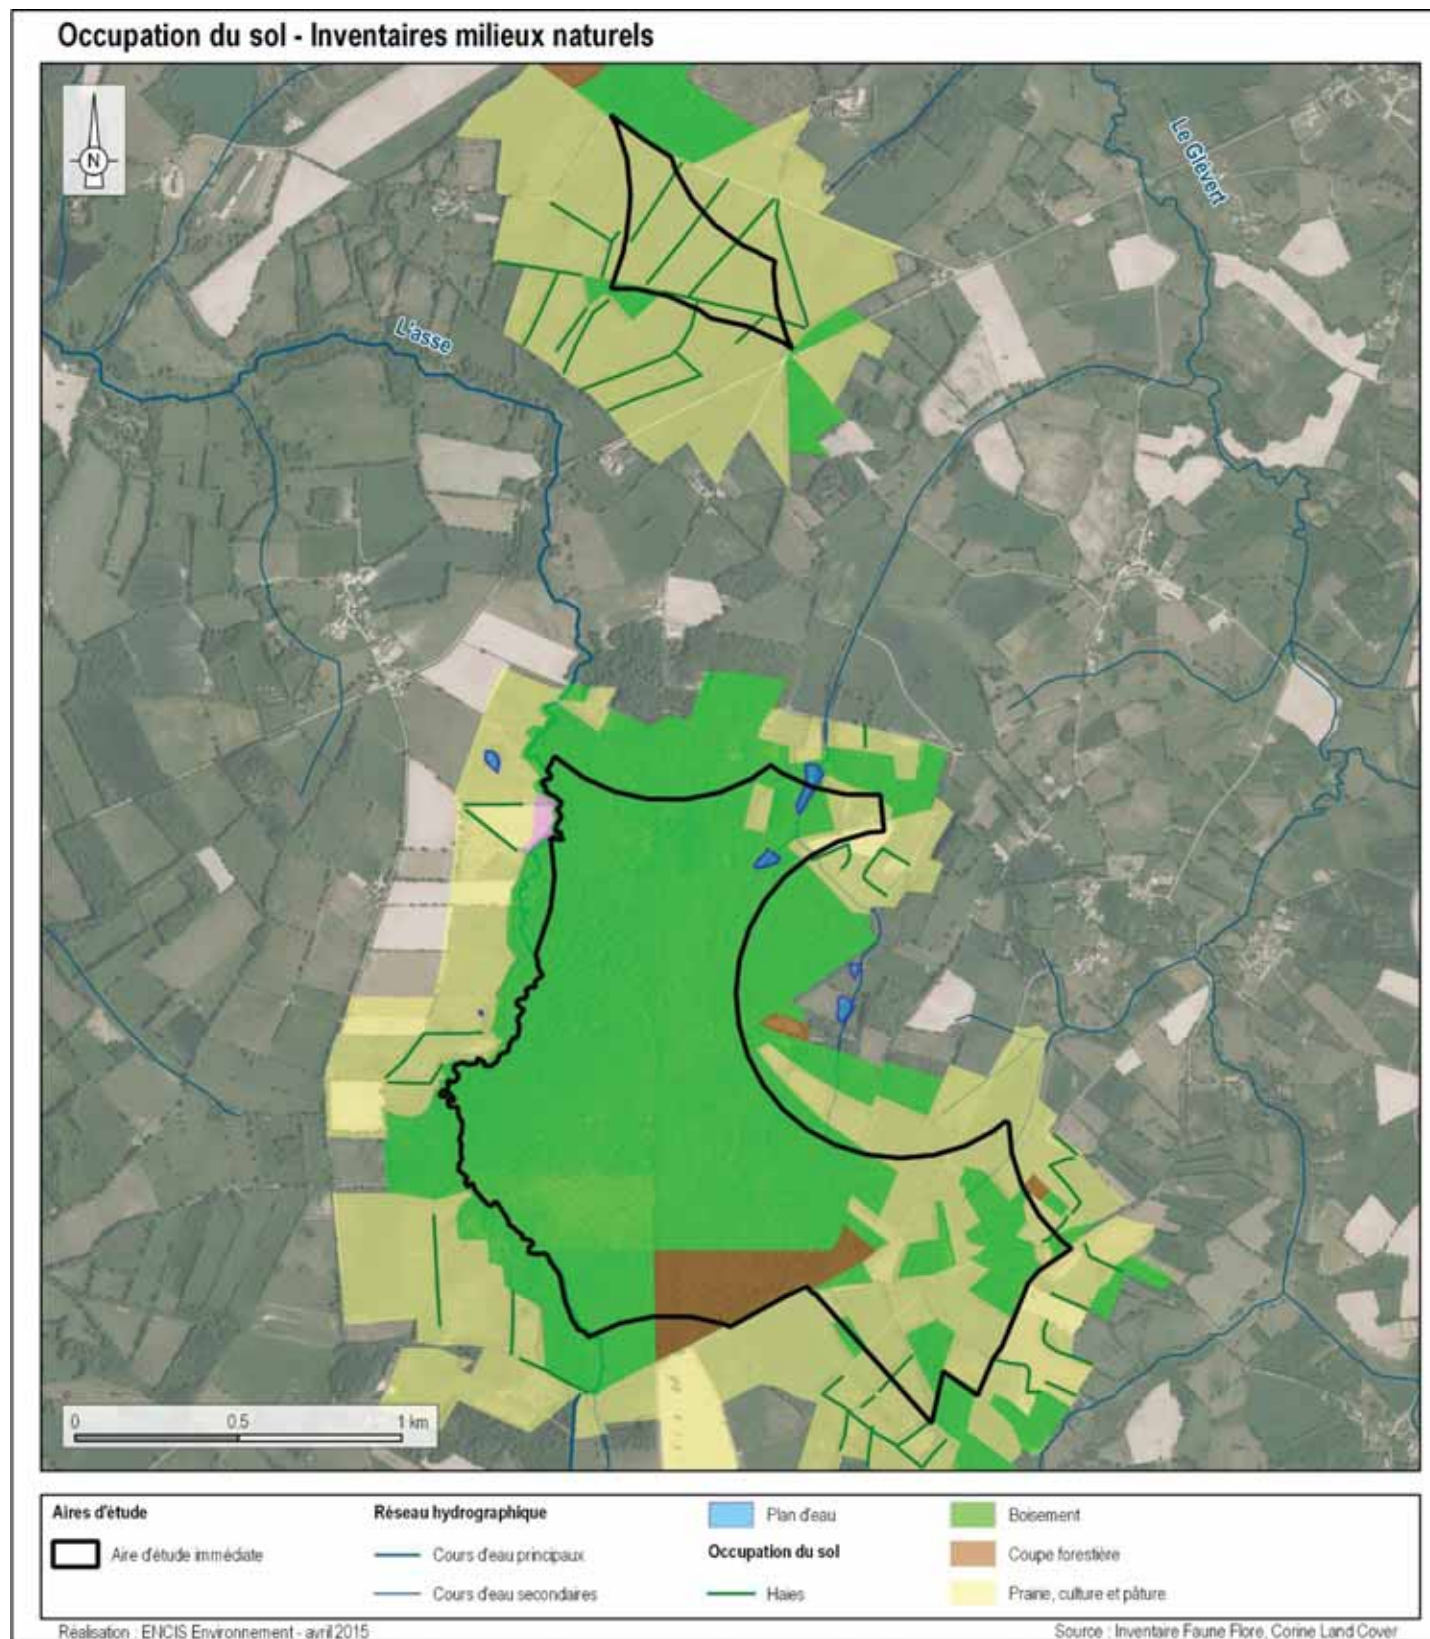 Occupation du sol - Inventaires milieux naturels
N
Le Glévert
L'asse
0 0.5 1 km
Aires d'étude
Aire d'étude immédiate
Réseau hydrographique
Cours d'eau principaux
Cours d'eau secondaires
Plan d'eau
Occupation du sol
Haies
Boisement
Coupe forestière
Prairie, culture et pâture
Réalisation : ENCIS Environnement - avril 2015
Source : Inventaire Faune Flore, Corine Land Cover